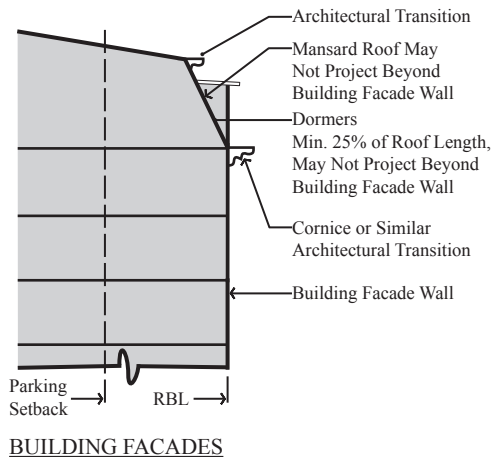 Architectural Transition
Mansard Roof May
Not Project Beyond
Building Facade Wall
Dormers
Min. 25% of Roof Length,
May Not Project Beyond
Building Facade Wall
Cornice or Similar
Architectural Transition
Building Facade Wall
Parking
Setback
RBL
BUILDING FACADES